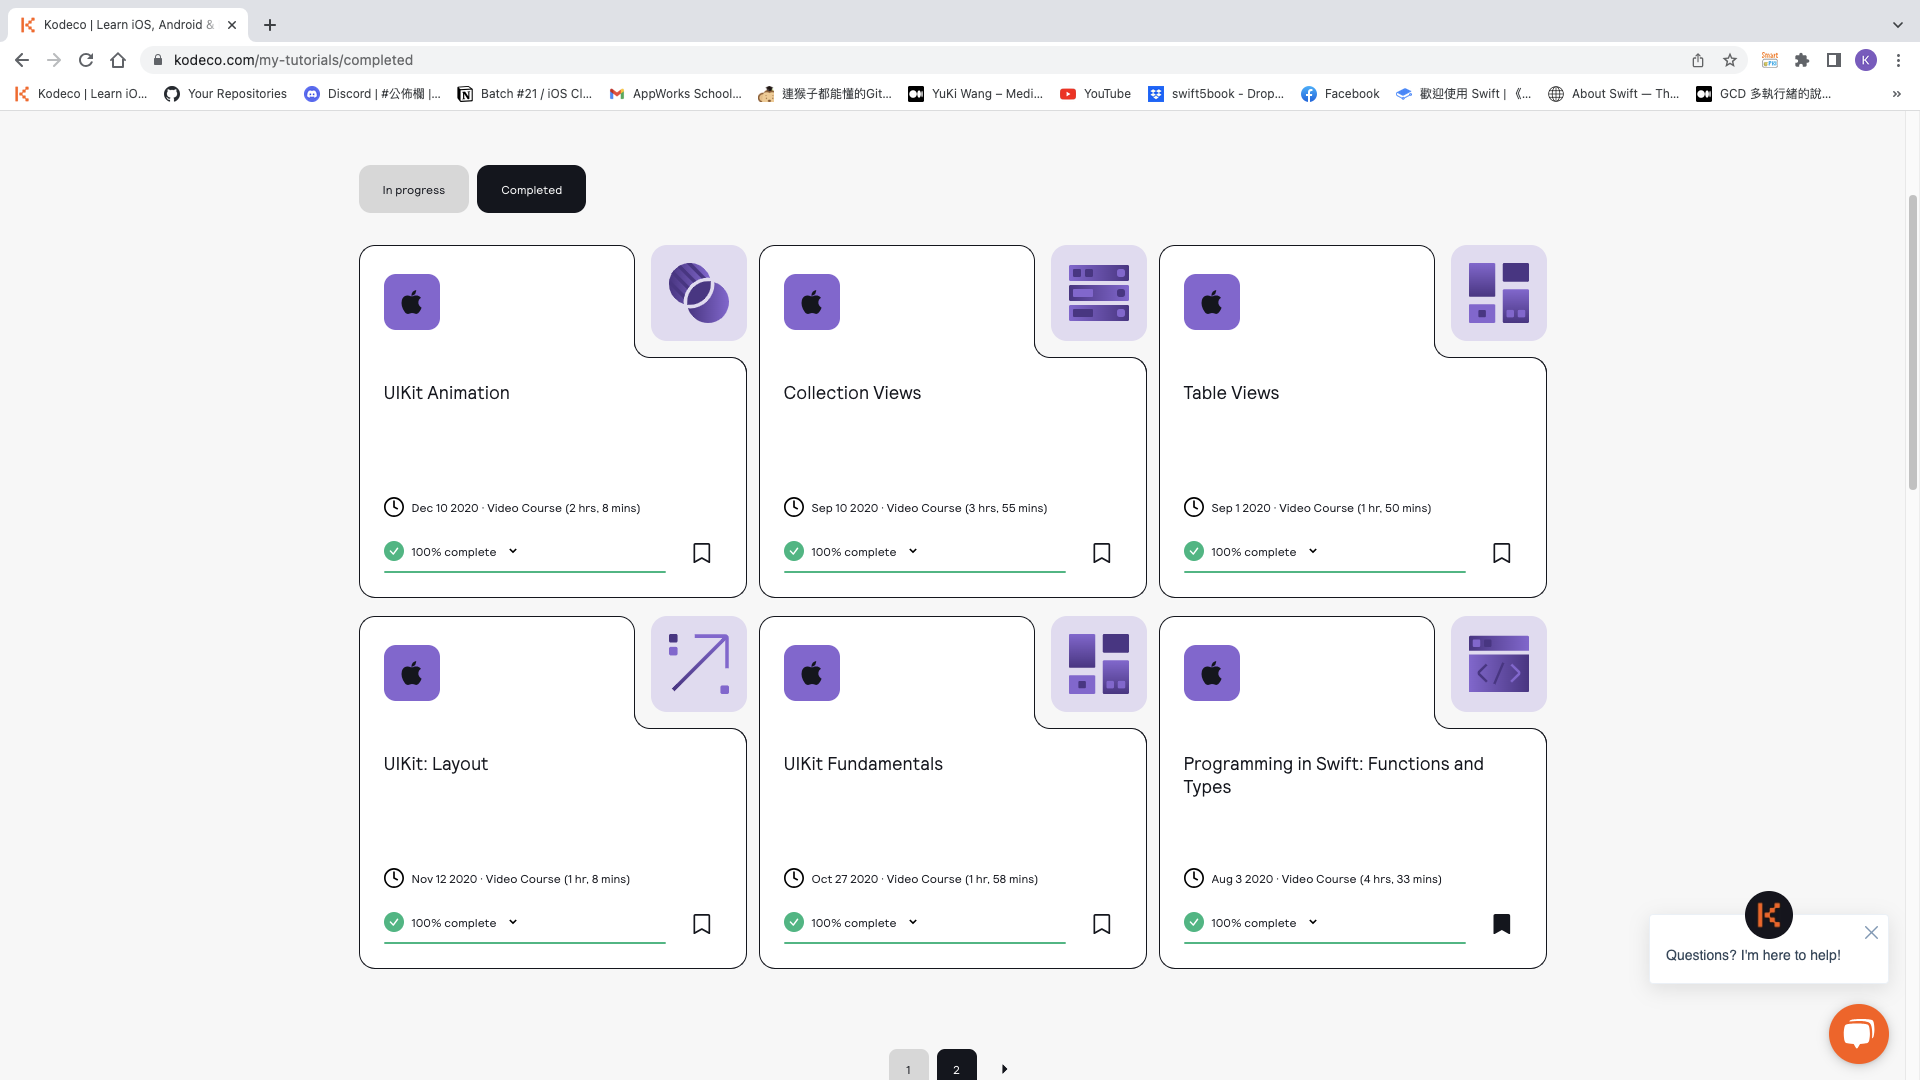 Kodeco | Learn iOS, Android &
kodeco.com/my-tutorials/completed
K
Kodeco | Learn iO...
Your Repositories
Discord | #公佈欄 |...
Batch #21 / iOS Cl...
AppWorks School...
連猴子都能懂的Git...
YuKi Wang – Medi...
YouTube
swift5book - Drop...
Facebook
歡迎使用 Swift | 《...
About Swift — Th...
GCD 多執行緒的說...
In progress
Completed
UIKit Animation
Dec 10 2020 · Video Course (2 hrs, 8 mins)
100% complete
Collection Views
Sep 10 2020 · Video Course (3 hrs, 55 mins)
100% complete
Table Views
Sep 1 2020 · Video Course (1 hr, 50 mins)
100% complete
UIKit: Layout
Nov 12 2020 · Video Course (1 hr, 8 mins)
100% complete
UIKit Fundamentals
Oct 27 2020 · Video Course (1 hr, 58 mins)
100% complete
Programming in Swift: Functions and
Types
Aug 3 2020 · Video Course (4 hrs, 33 mins)
100% complete
Questions? I'm here to help!
1
2